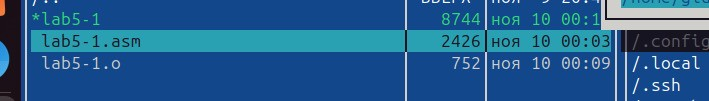 /..
*lab5-1 8744 ноя 10 00:1
lab5-1.asm 2426 ноя 10 00:03 /.config
lab5-1.o 752 ноя 10 00:09 /.local
/.ssh